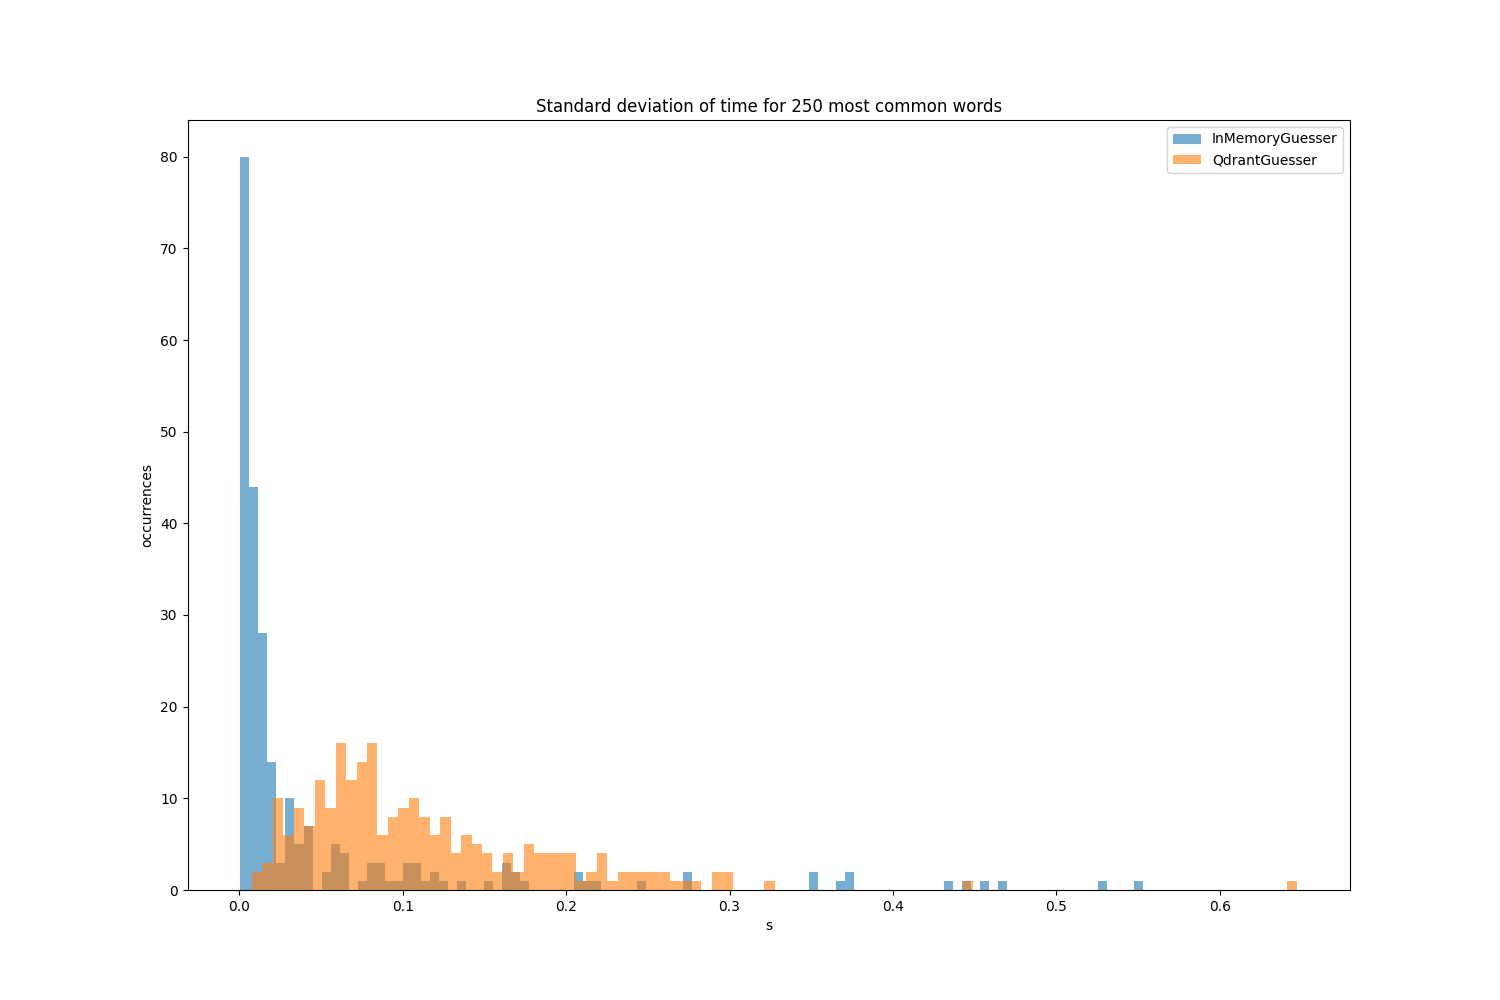 Standard deviation of time for 250 most common words
InMemoryGuesser
QdrantGuesser
80
70
60
50
40
30
20
10
0
occurrences
0.0 0.1 0.2 0.3 0.4 0.5 0.6
s